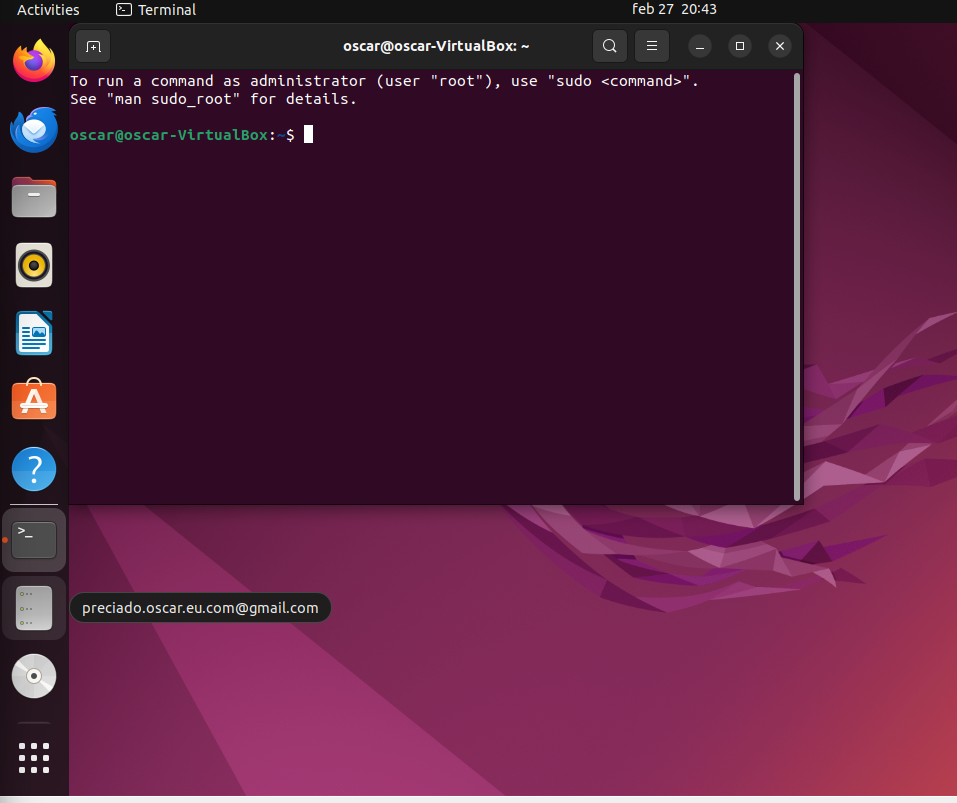 Activities
Terminal
feb 27 20:43
oscar@oscar-VirtualBox: ~
To run a command as administrator (user "root"), use "sudo <command>".
See "man sudo_root" for details.
oscar@oscar-VirtualBox:~$
>_
preciado.oscar.eu.com@gmail.com